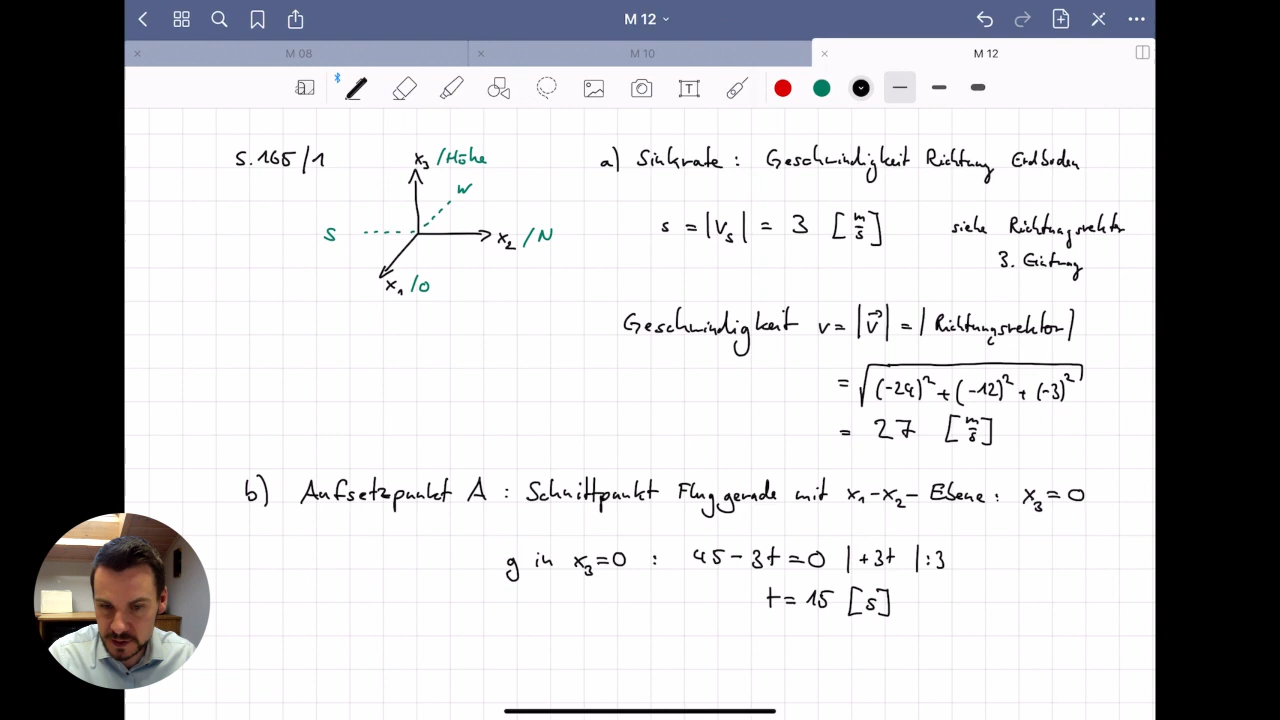 M 12
M 08
M 10
M 12
T
S. 165/1
x₃ /Höhe
W
S
x₂ /N
x₁ /O
a) Sinkrate : Geschwindigkeit Richtung Erdboden
s = |v_s| = 3 [m/s] siehe Richtungsvektor
3. Eintrag
Geschwindigkeit v = |v⃗| = |Richtungsvektor|
= √((-24)² + (-12)² + (-3)²)
= 27 [m/s]
b) Aufsetzpunkt A : Schnittpunkt Fluggerade mit x₁-x₂- Ebene : x₃ = 0
g in x₃=0 : 45 - 3t = 0 |+3t |:3
t = 15 [s]